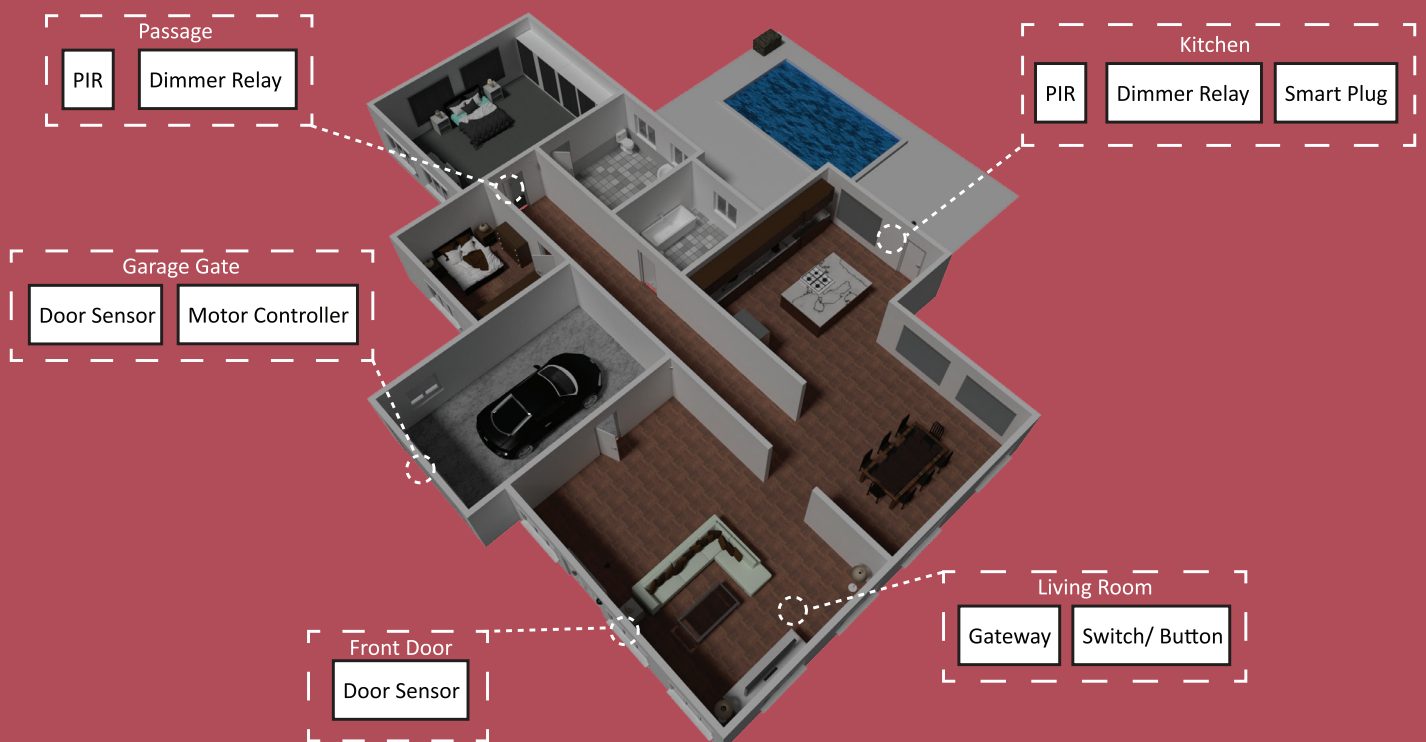 Passage
PIR
Dimmer Relay
Kitchen
PIR
Dimmer Relay
Smart Plug
Garage Gate
Door Sensor
Motor Controller
Living Room
Gateway
Switch/ Button
Front Door
Door Sensor